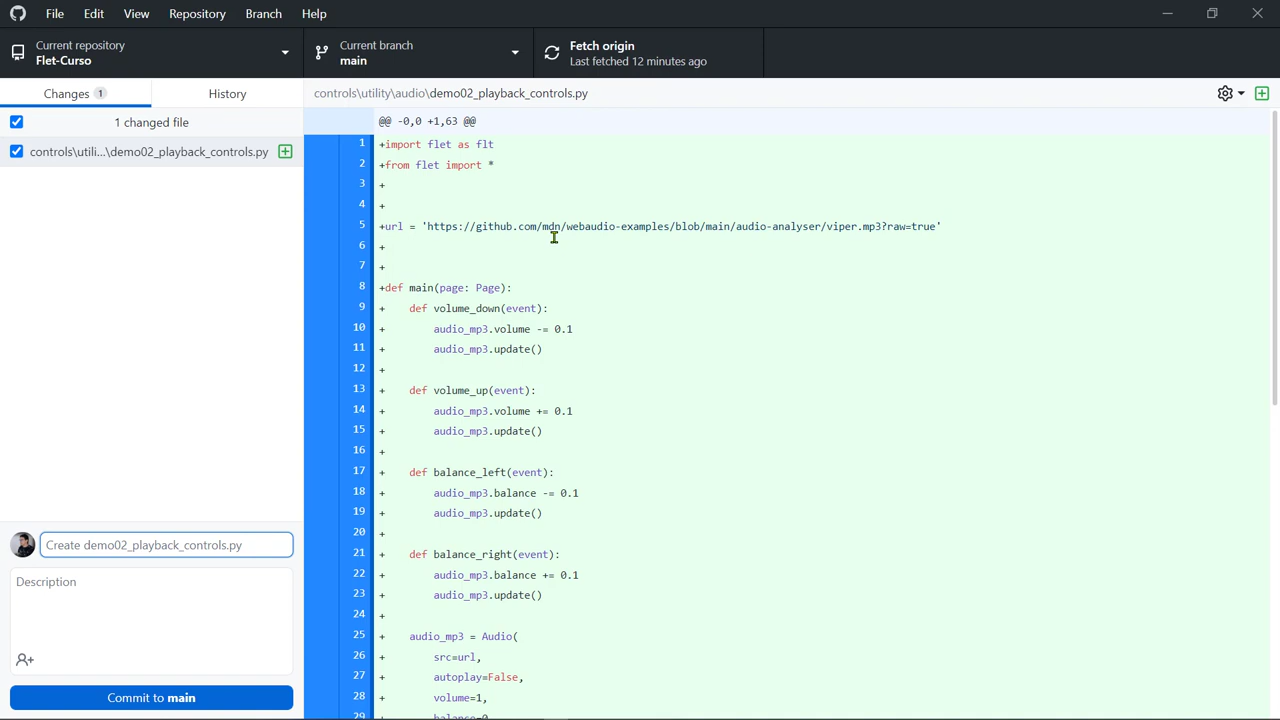 File Edit View Repository Branch Help
Current repository
Flet-Curso
Current branch
main
Fetch origin
Last fetched 12 minutes ago
Changes 1
History
controls\utility\audio\demo02_playback_controls.py
1 changed file
controls\utili...\demo02_playback_controls.py
@@ -0,0 +1,63 @@
1 +import flet as flt
2 +from flet import *
3 +
4 +
5 +url = 'https://github.com/mdn/webaudio-examples/blob/main/audio-analyser/viper.mp3?raw=true'
6 +
7 +
8 +def main(page: Page):
9 +    def volume_down(event):
10 +        audio_mp3.volume -= 0.1
11 +        audio_mp3.update()
12 +
13 +    def volume_up(event):
14 +        audio_mp3.volume += 0.1
15 +        audio_mp3.update()
16 +
17 +    def balance_left(event):
18 +        audio_mp3.balance -= 0.1
19 +        audio_mp3.update()
20 +
21 +    def balance_right(event):
22 +        audio_mp3.balance += 0.1
23 +        audio_mp3.update()
24 +
25 +    audio_mp3 = Audio(
26 +        src=url,
27 +        autoplay=False,
28 +        volume=1,
29 +        balance=0
Create demo02_playback_controls.py
Description
Commit to main